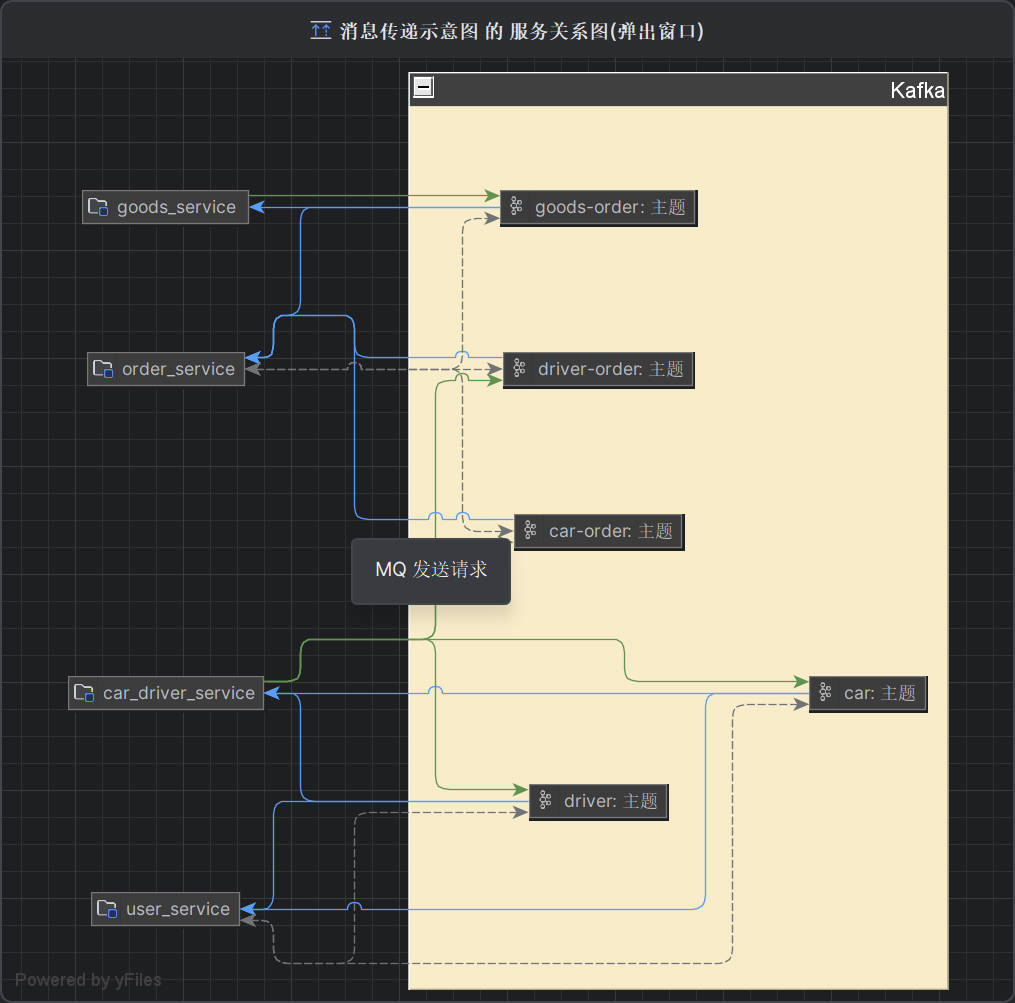 消息传递示意图 的 服务关系图(弹出窗口)
Kafka
goods_service
goods-order: 主题
order_service
driver-order: 主题
car-order: 主题
MQ 发送请求
car_driver_service
car: 主题
driver: 主题
user_service
Powered by yFiles